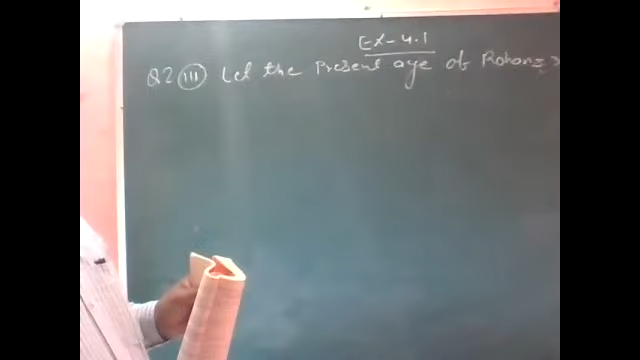 Ex-4.1
Q2 (iii) Let the Present age of Rohan = x